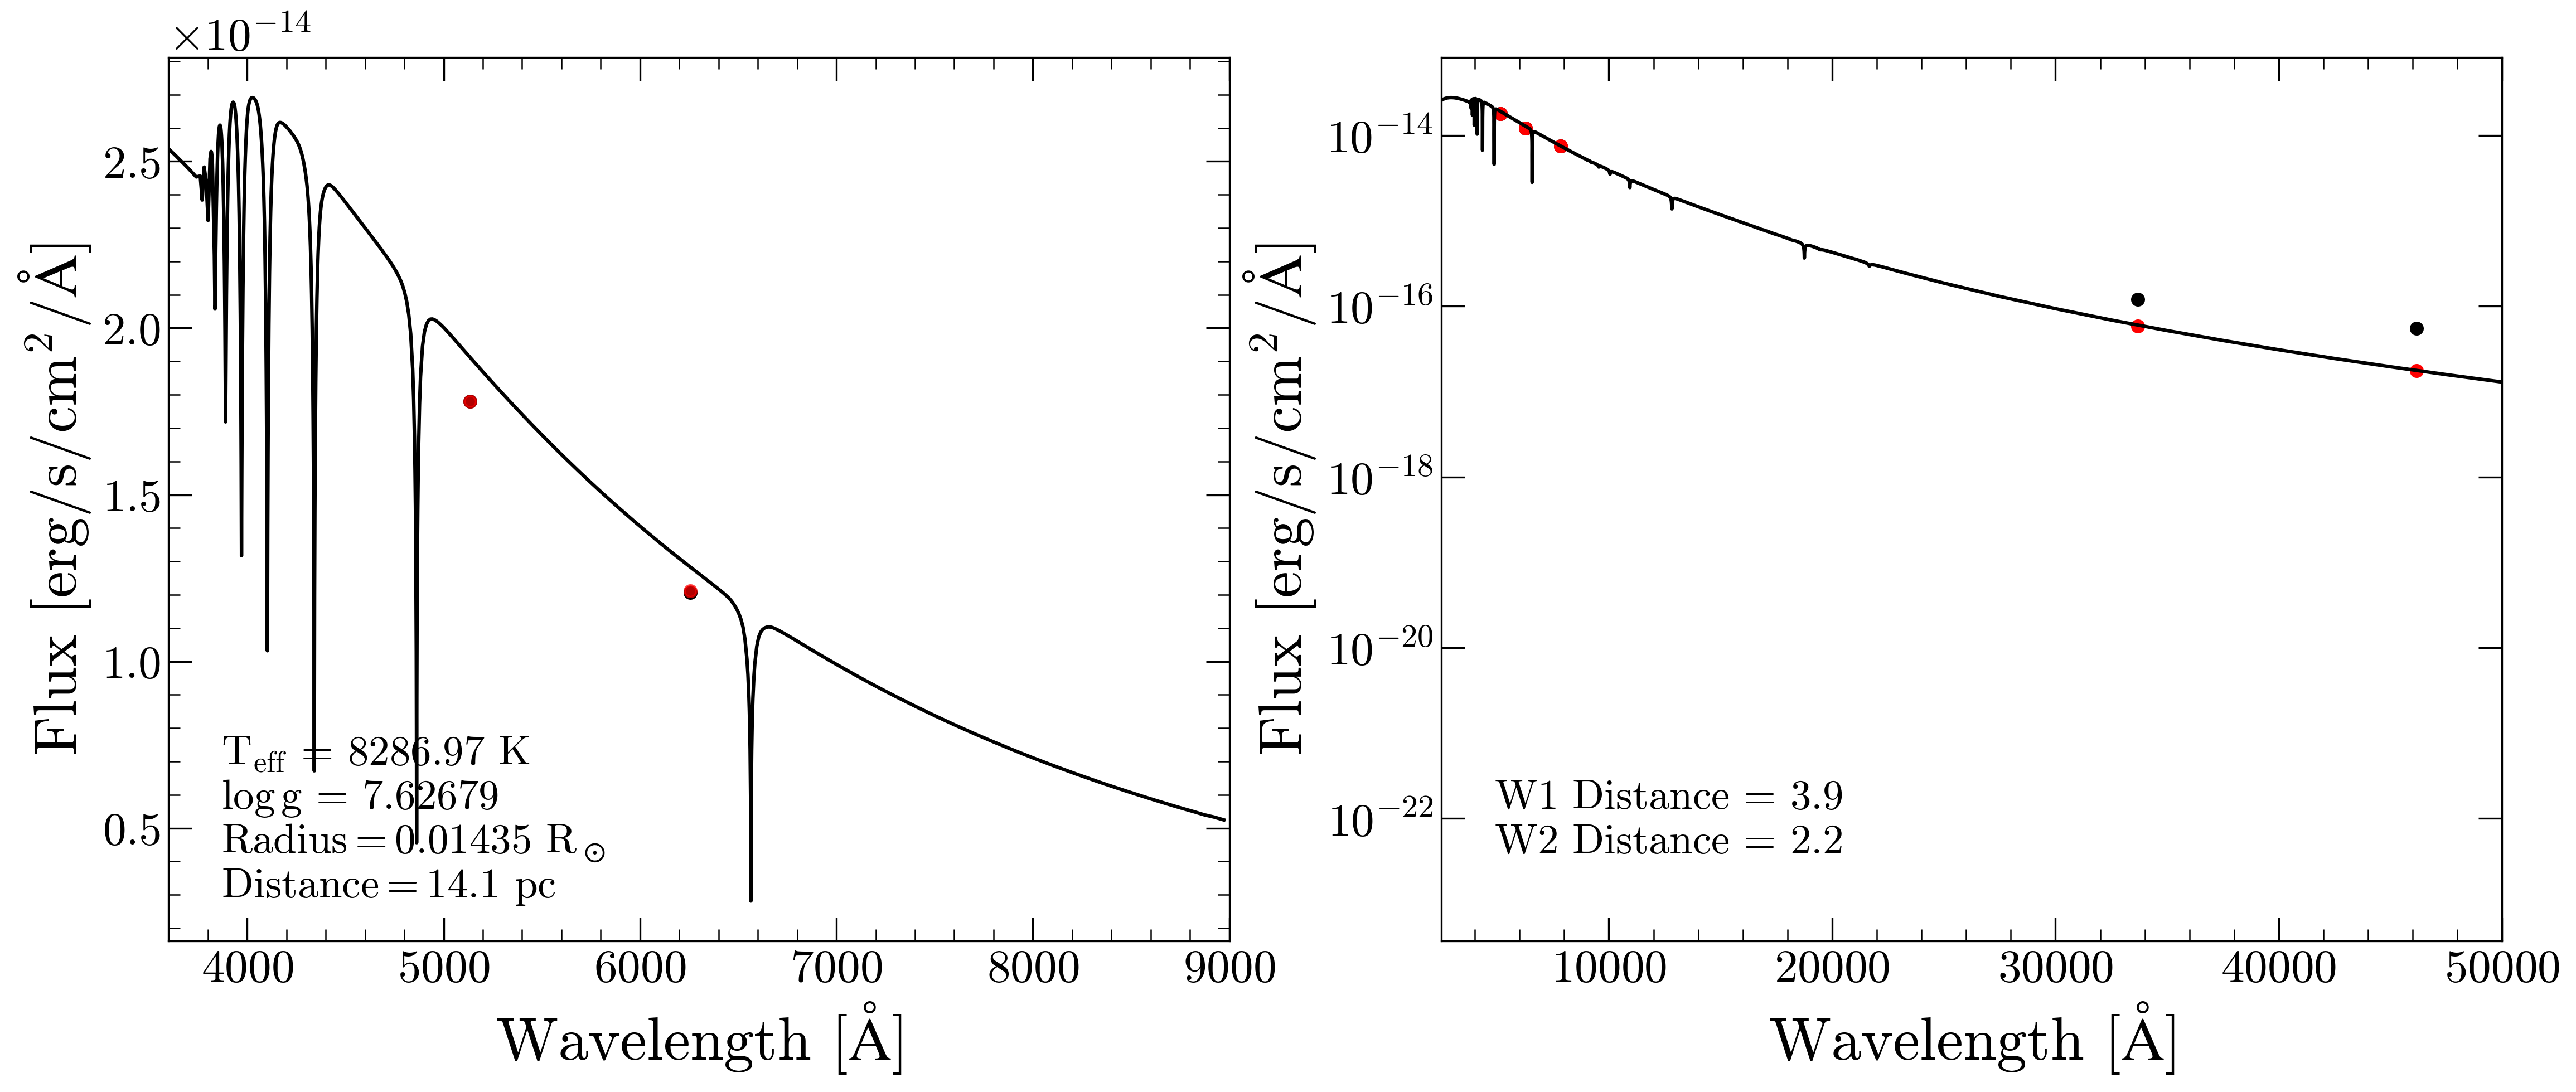 ×10⁻¹⁴
2.5
2.0
1.5
1.0
0.5
Flux [erg/s/cm²/Å]
T_eff = 8286.97 K
log g = 7.62679
Radius = 0.01435 R_⊙
Distance = 14.1 pc
4000 5000 6000 7000 8000 9000
Wavelength [Å]
10⁻¹⁴
10⁻¹⁶
10⁻¹⁸
10⁻²⁰
10⁻²²
Flux [erg/s/cm²/Å]
W1 Distance = 3.9
W2 Distance = 2.2
10000 20000 30000 40000 50000
Wavelength [Å]